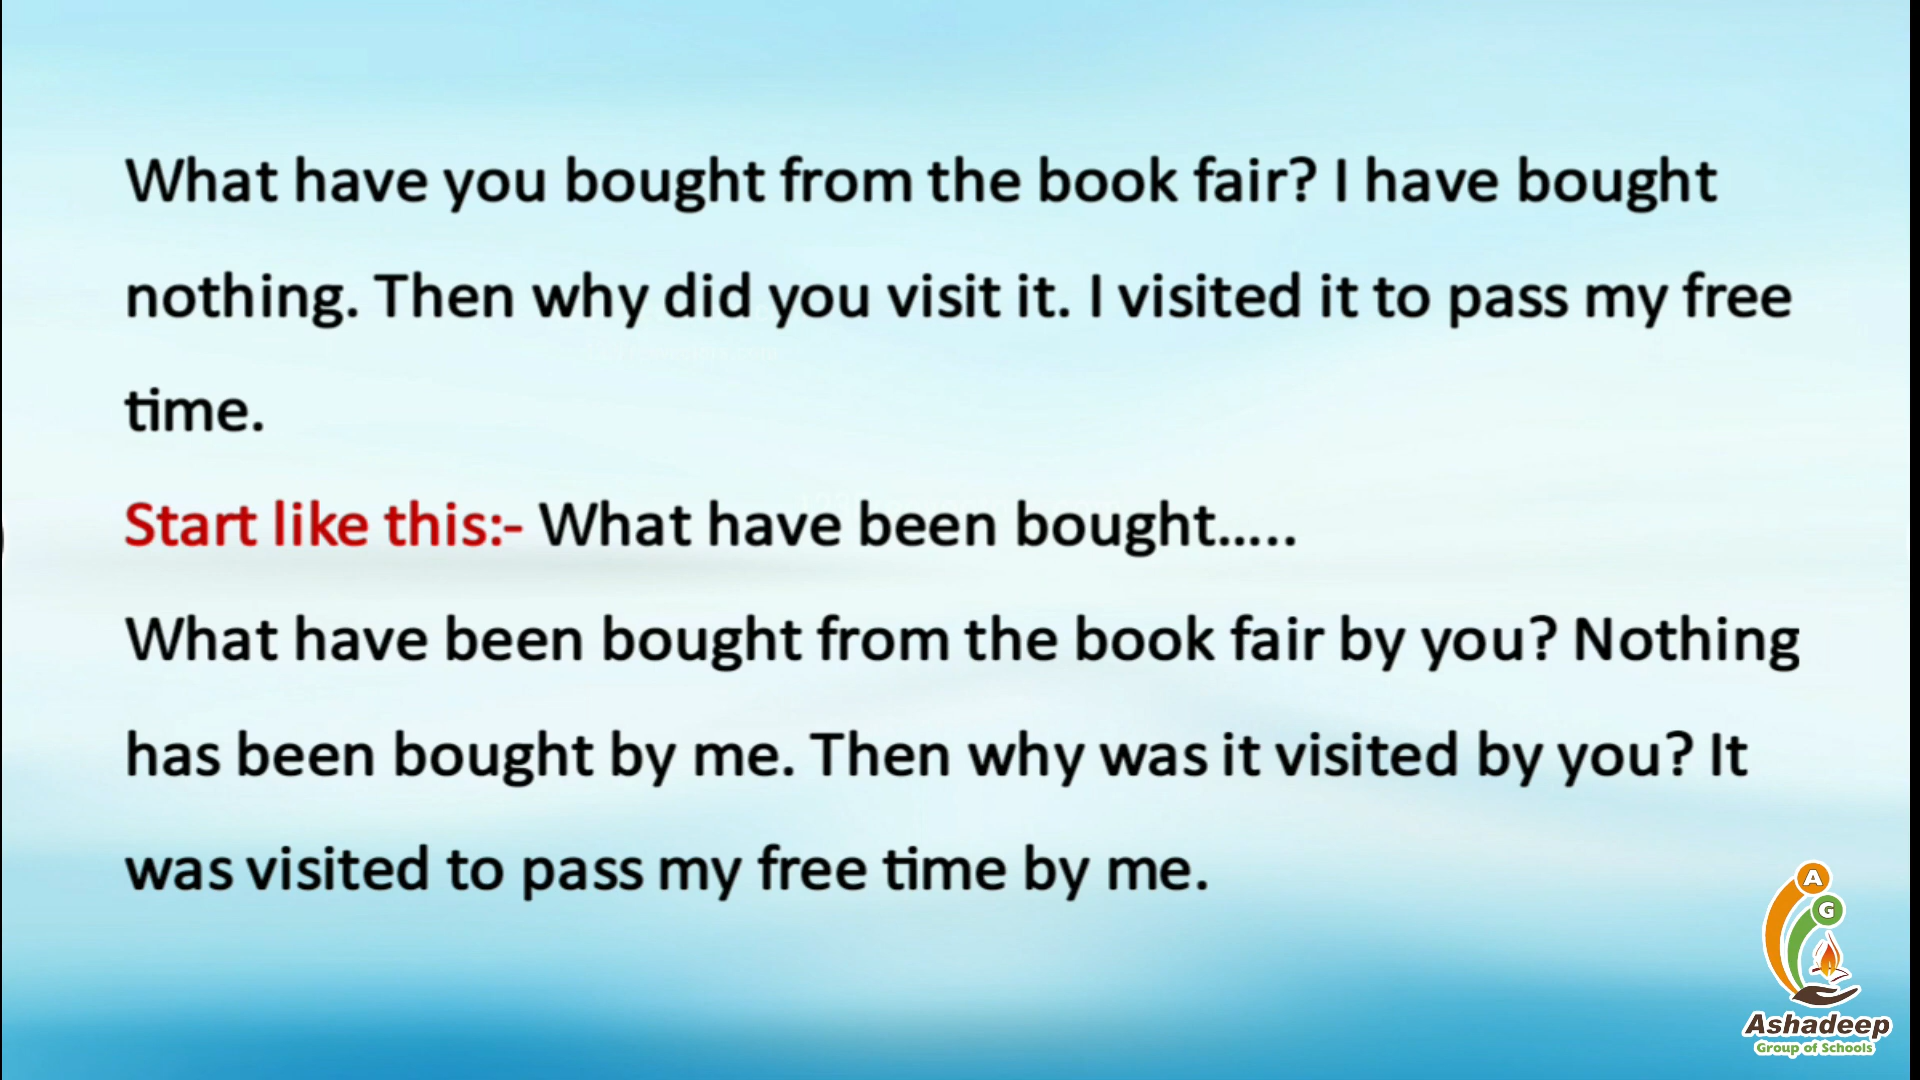 What have you bought from the book fair? I have bought
nothing. Then why did you visit it. I visited it to pass my free
time.
Start like this:- What have been bought.....
What have been bought from the book fair by you? Nothing
has been bought by me. Then why was it visited by you? It
was visited to pass my free time by me.
A
G
Ashadeep
Group of Schools